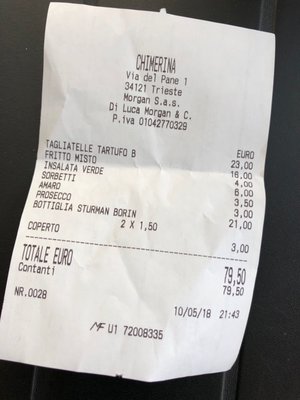 CHIMERINA
Via del Pane 1
34121 Trieste
Morgan S.a.s.
Di Luca Morgan & C.
P.iva 01042770329
EURO
TAGLIATELLE TARTUFO B 23,00
FRITTO MISTO 16,00
INSALATA VERDE 4,00
SORBETTI 6,00
AMARO 3,50
PROSECCO 3,00
BOTTIGLIA STURMAN BORIN 21,00
2 X 1,50
COPERTO 3,00
TOTALE EURO 79,50
Contanti 79,50
NR.0028 10/05/18 21:43
MF U1 72008335